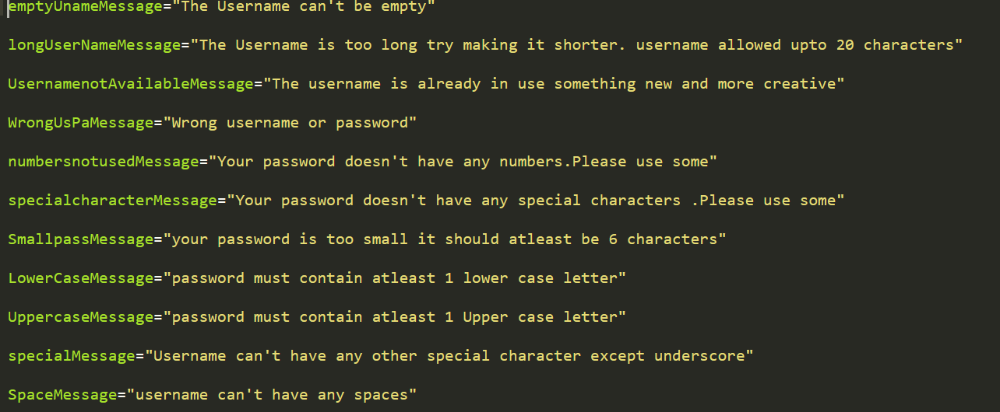 emptyUnameMessage="The Username can't be empty"
longUserNameMessage="The Username is too long try making it shorter. username allowed upto 20 characters"
UsernamenotAvailableMessage="The username is already in use something new and more creative"
WrongUsPaMessage="Wrong username or password"
numbersnotusedMessage="Your password doesn't have any numbers.Please use some"
specialcharacterMessage="Your password doesn't have any special characters .Please use some"
SmallpassMessage="your password is too small it should atleast be 6 characters"
LowerCaseMessage="password must contain atleast 1 lower case letter"
UppercaseMessage="password must contain atleast 1 Upper case letter"
specialMessage="Username can't have any other special character except underscore"
SpaceMessage="username can't have any spaces"